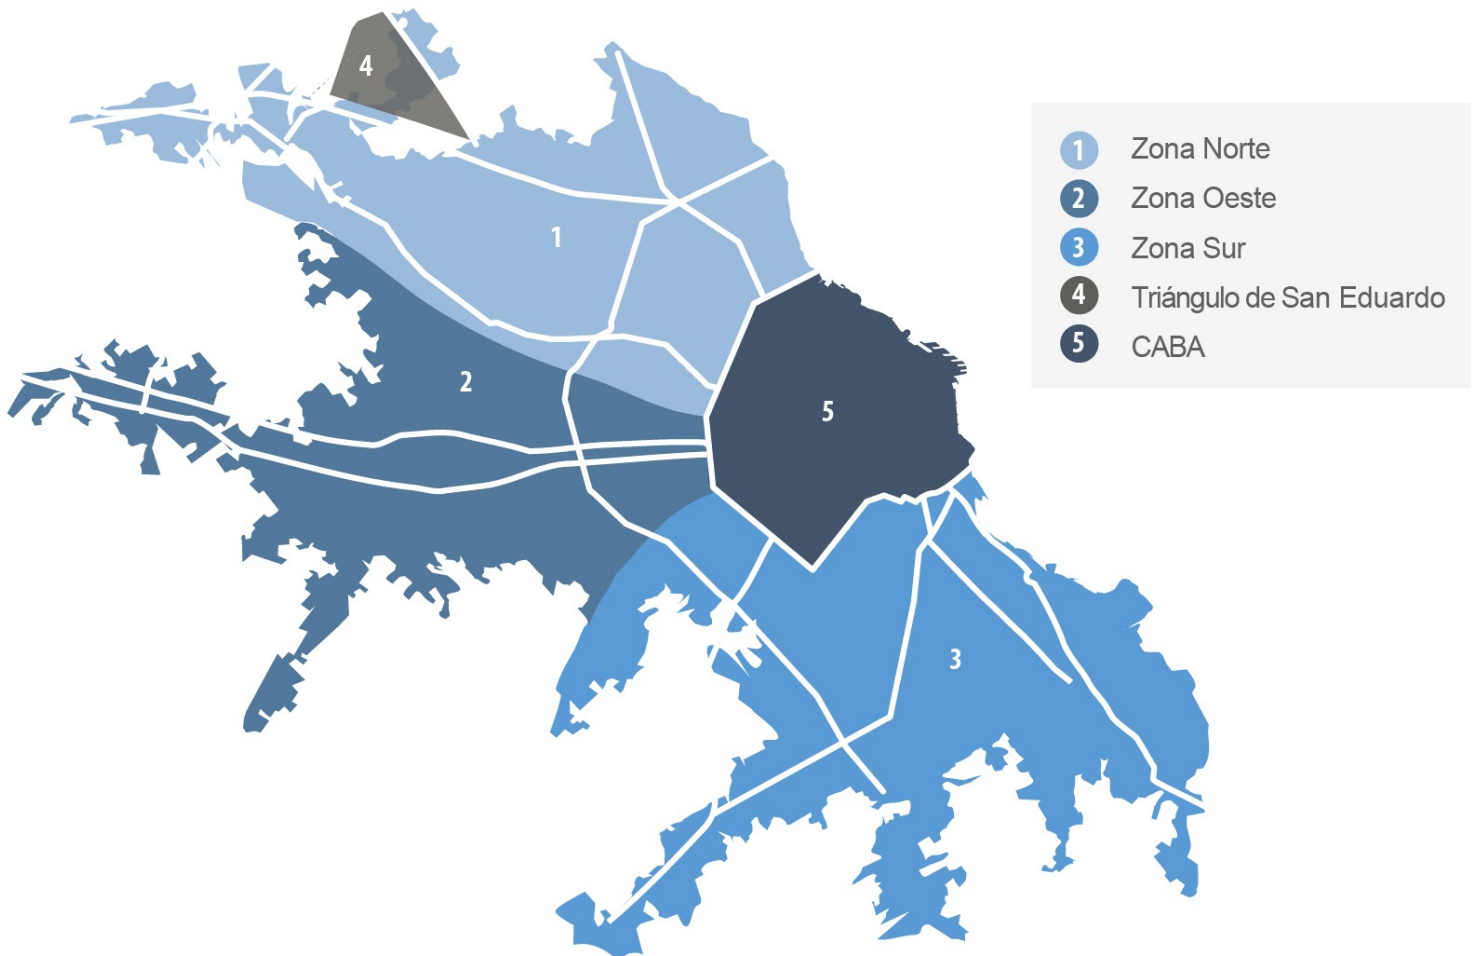 4
1
2
5
3
1 Zona Norte
2 Zona Oeste
3 Zona Sur
4 Triángulo de San Eduardo
5 CABA